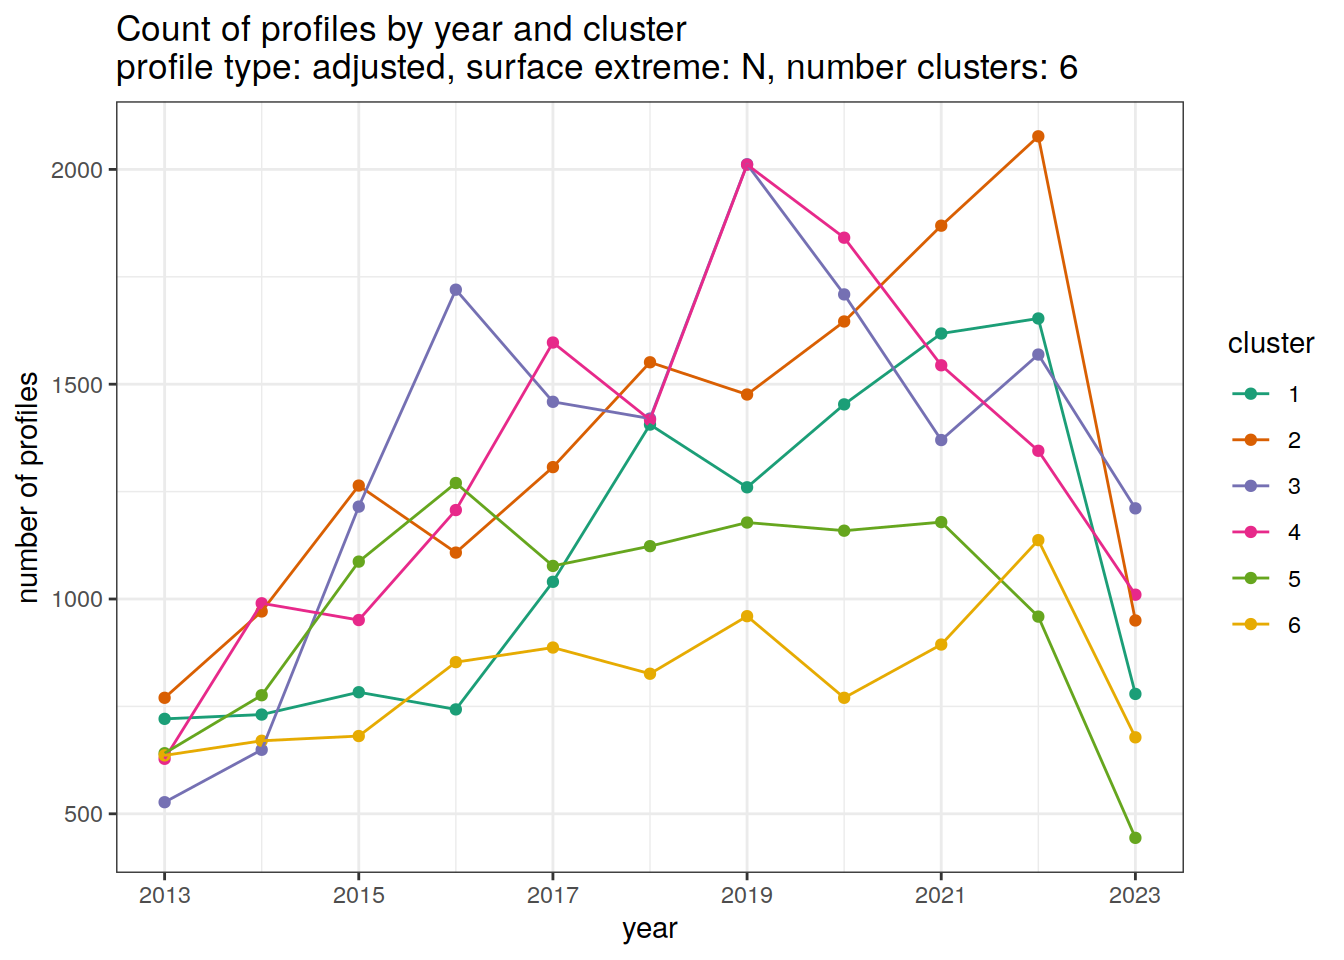 Count of profiles by year and cluster
profile type: adjusted, surface extreme: N, number clusters: 6
number of profiles
2000
1500
1000
500
2013 2015 2017 2019 2021 2023
year
cluster
1
2
3
4
5
6